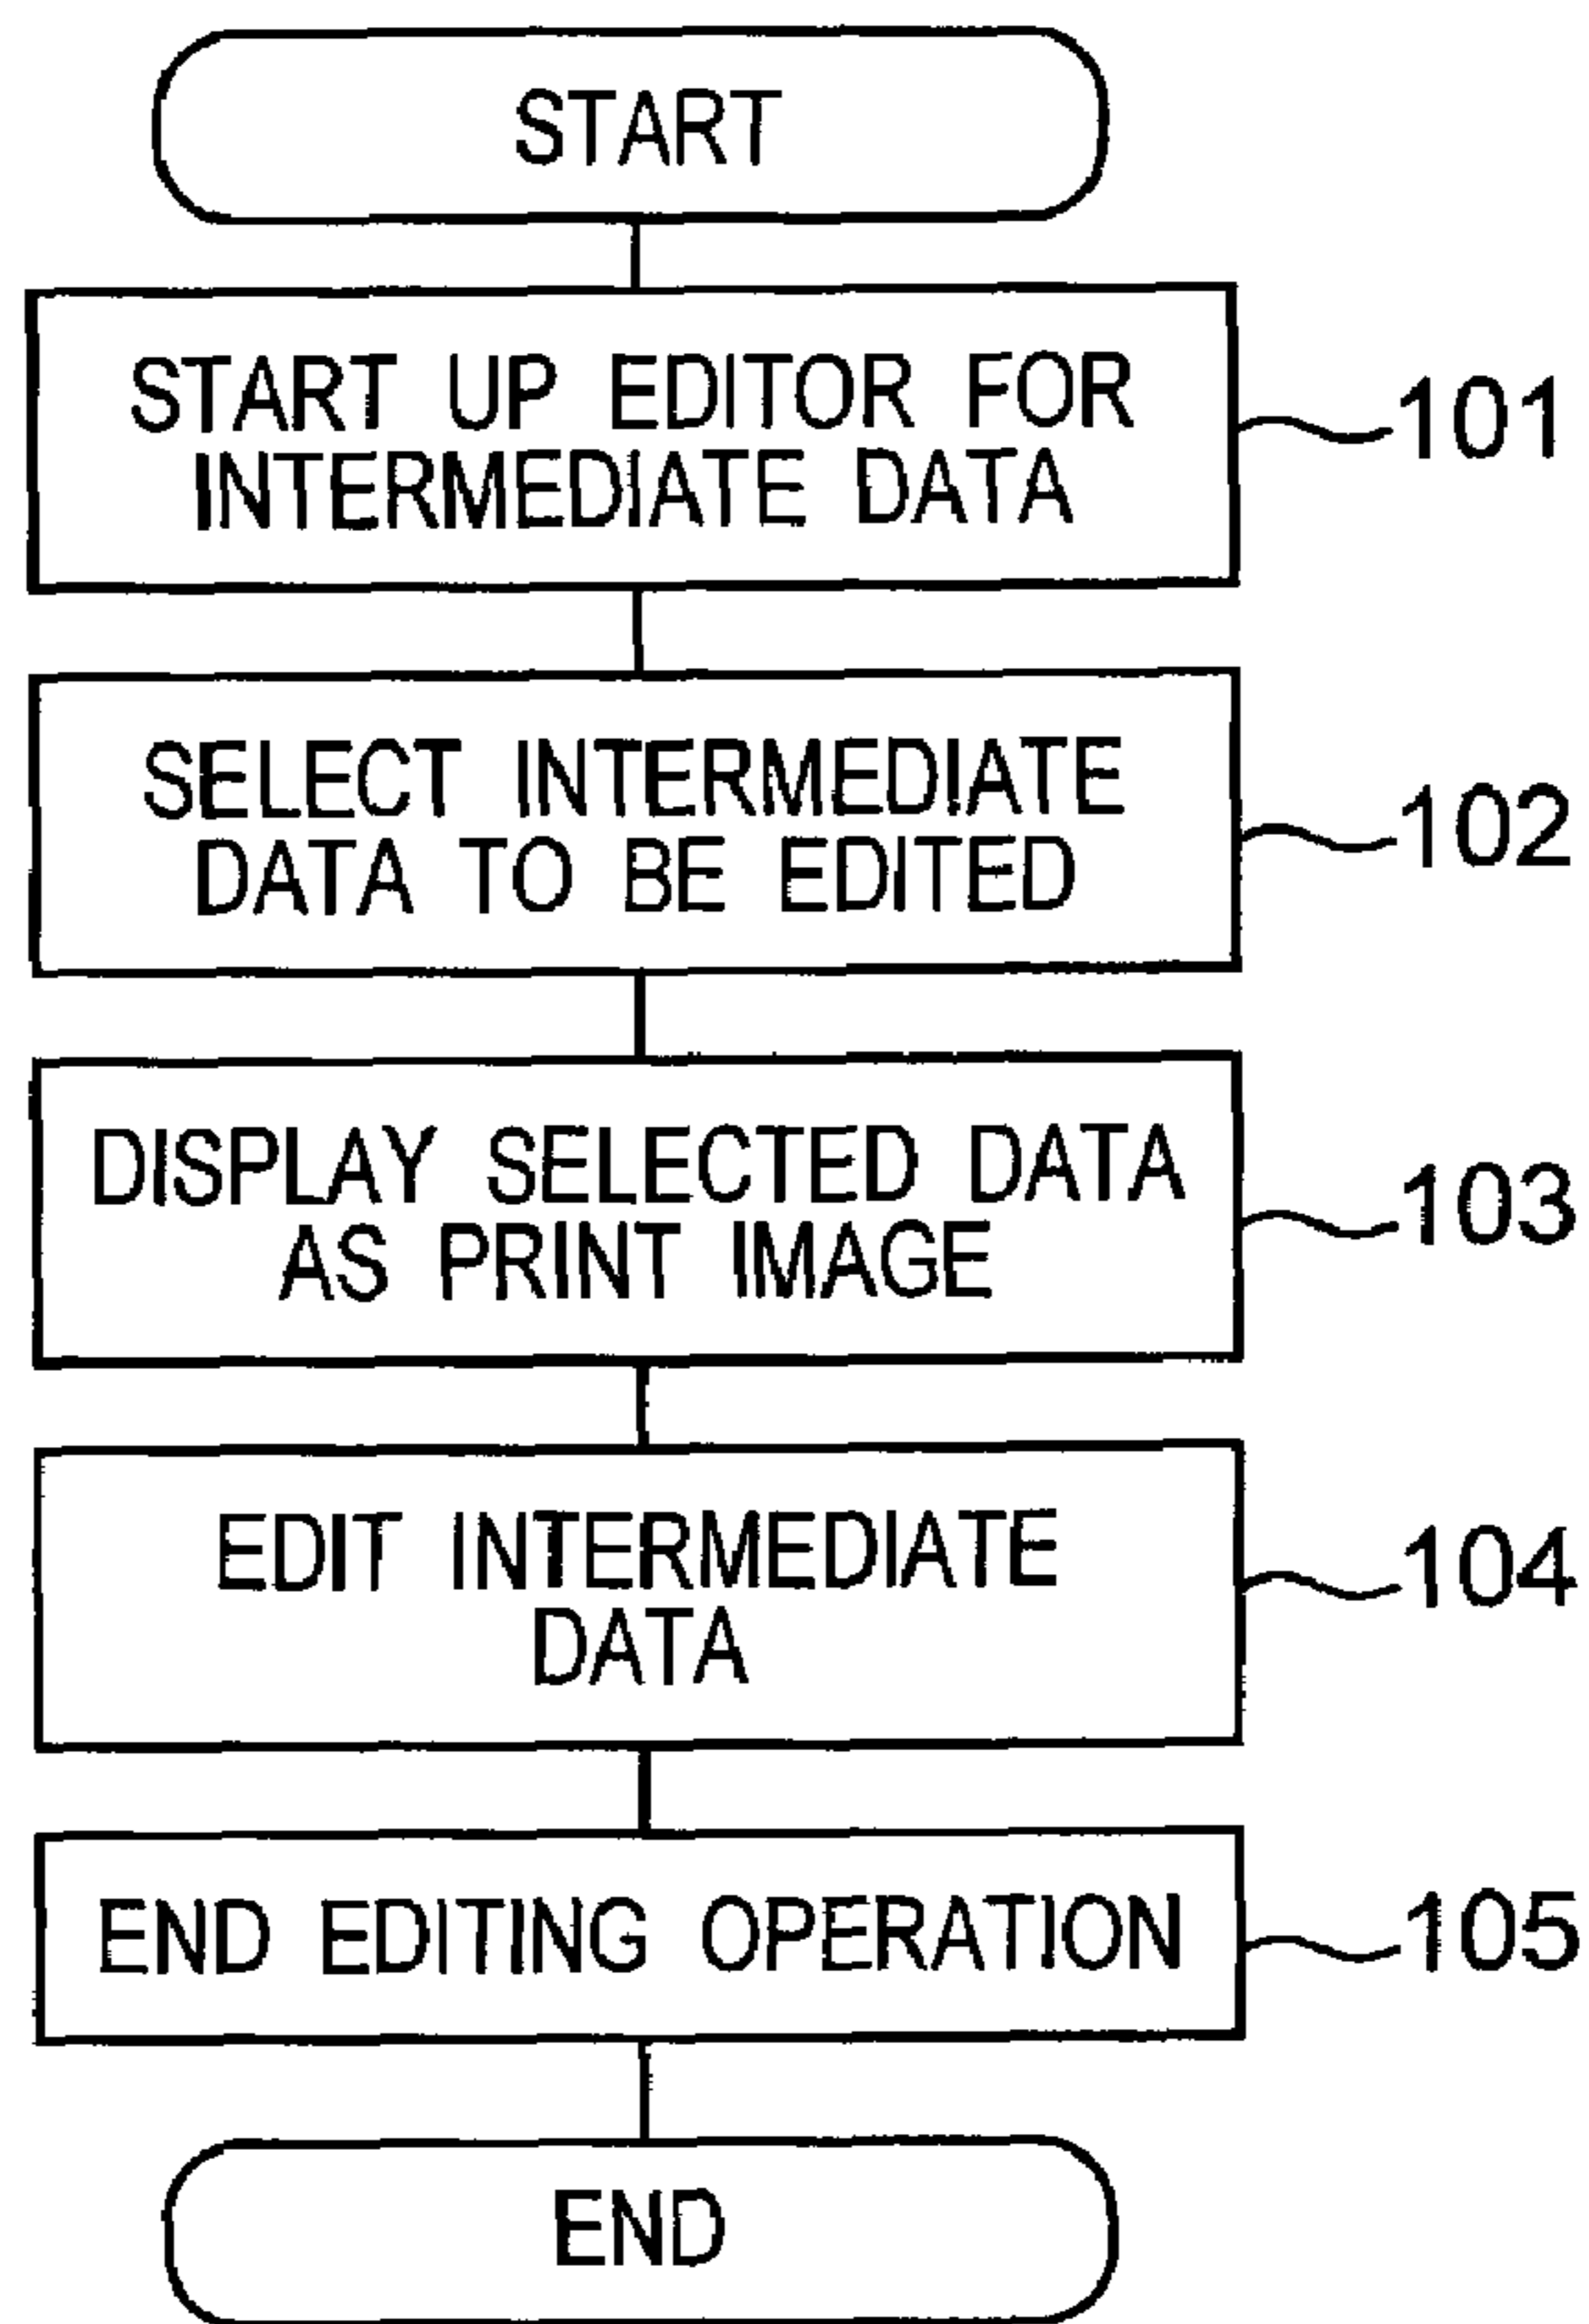 START
START UP EDITOR FOR
INTERMEDIATE DATA
101
SELECT INTERMEDIATE
DATA TO BE EDITED
102
DISPLAY SELECTED DATA
AS PRINT IMAGE
103
EDIT INTERMEDIATE
DATA
104
END EDITING OPERATION
105
END